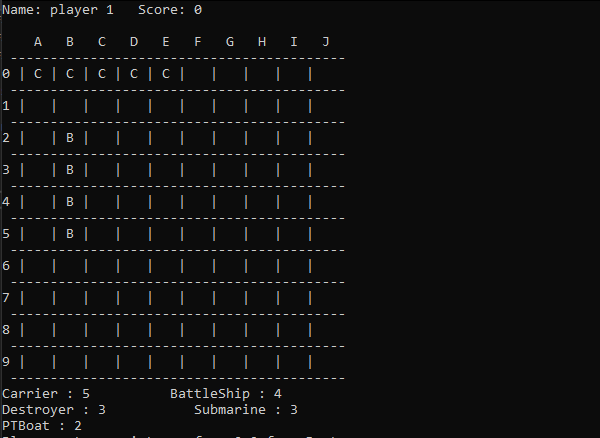 Name: player 1   Score: 0
    A   B   C   D   E   F   G   H   I   J
 ------------------------------------------
0 | C | C | C | C | C |   |   |   |   |
 ------------------------------------------
1 |   |   |   |   |   |   |   |   |   |
 ------------------------------------------
2 |   | B |   |   |   |   |   |   |   |
 ------------------------------------------
3 |   | B |   |   |   |   |   |   |   |
 ------------------------------------------
4 |   | B |   |   |   |   |   |   |   |
 ------------------------------------------
5 |   | B |   |   |   |   |   |   |   |
 ------------------------------------------
6 |   |   |   |   |   |   |   |   |   |
 ------------------------------------------
7 |   |   |   |   |   |   |   |   |   |
 ------------------------------------------
8 |   |   |   |   |   |   |   |   |   |
 ------------------------------------------
9 |   |   |   |   |   |   |   |   |   |
 ------------------------------------------
Carrier : 5          BattleShip : 4
Destroyer : 3           Submarine : 3
PTBoat : 2